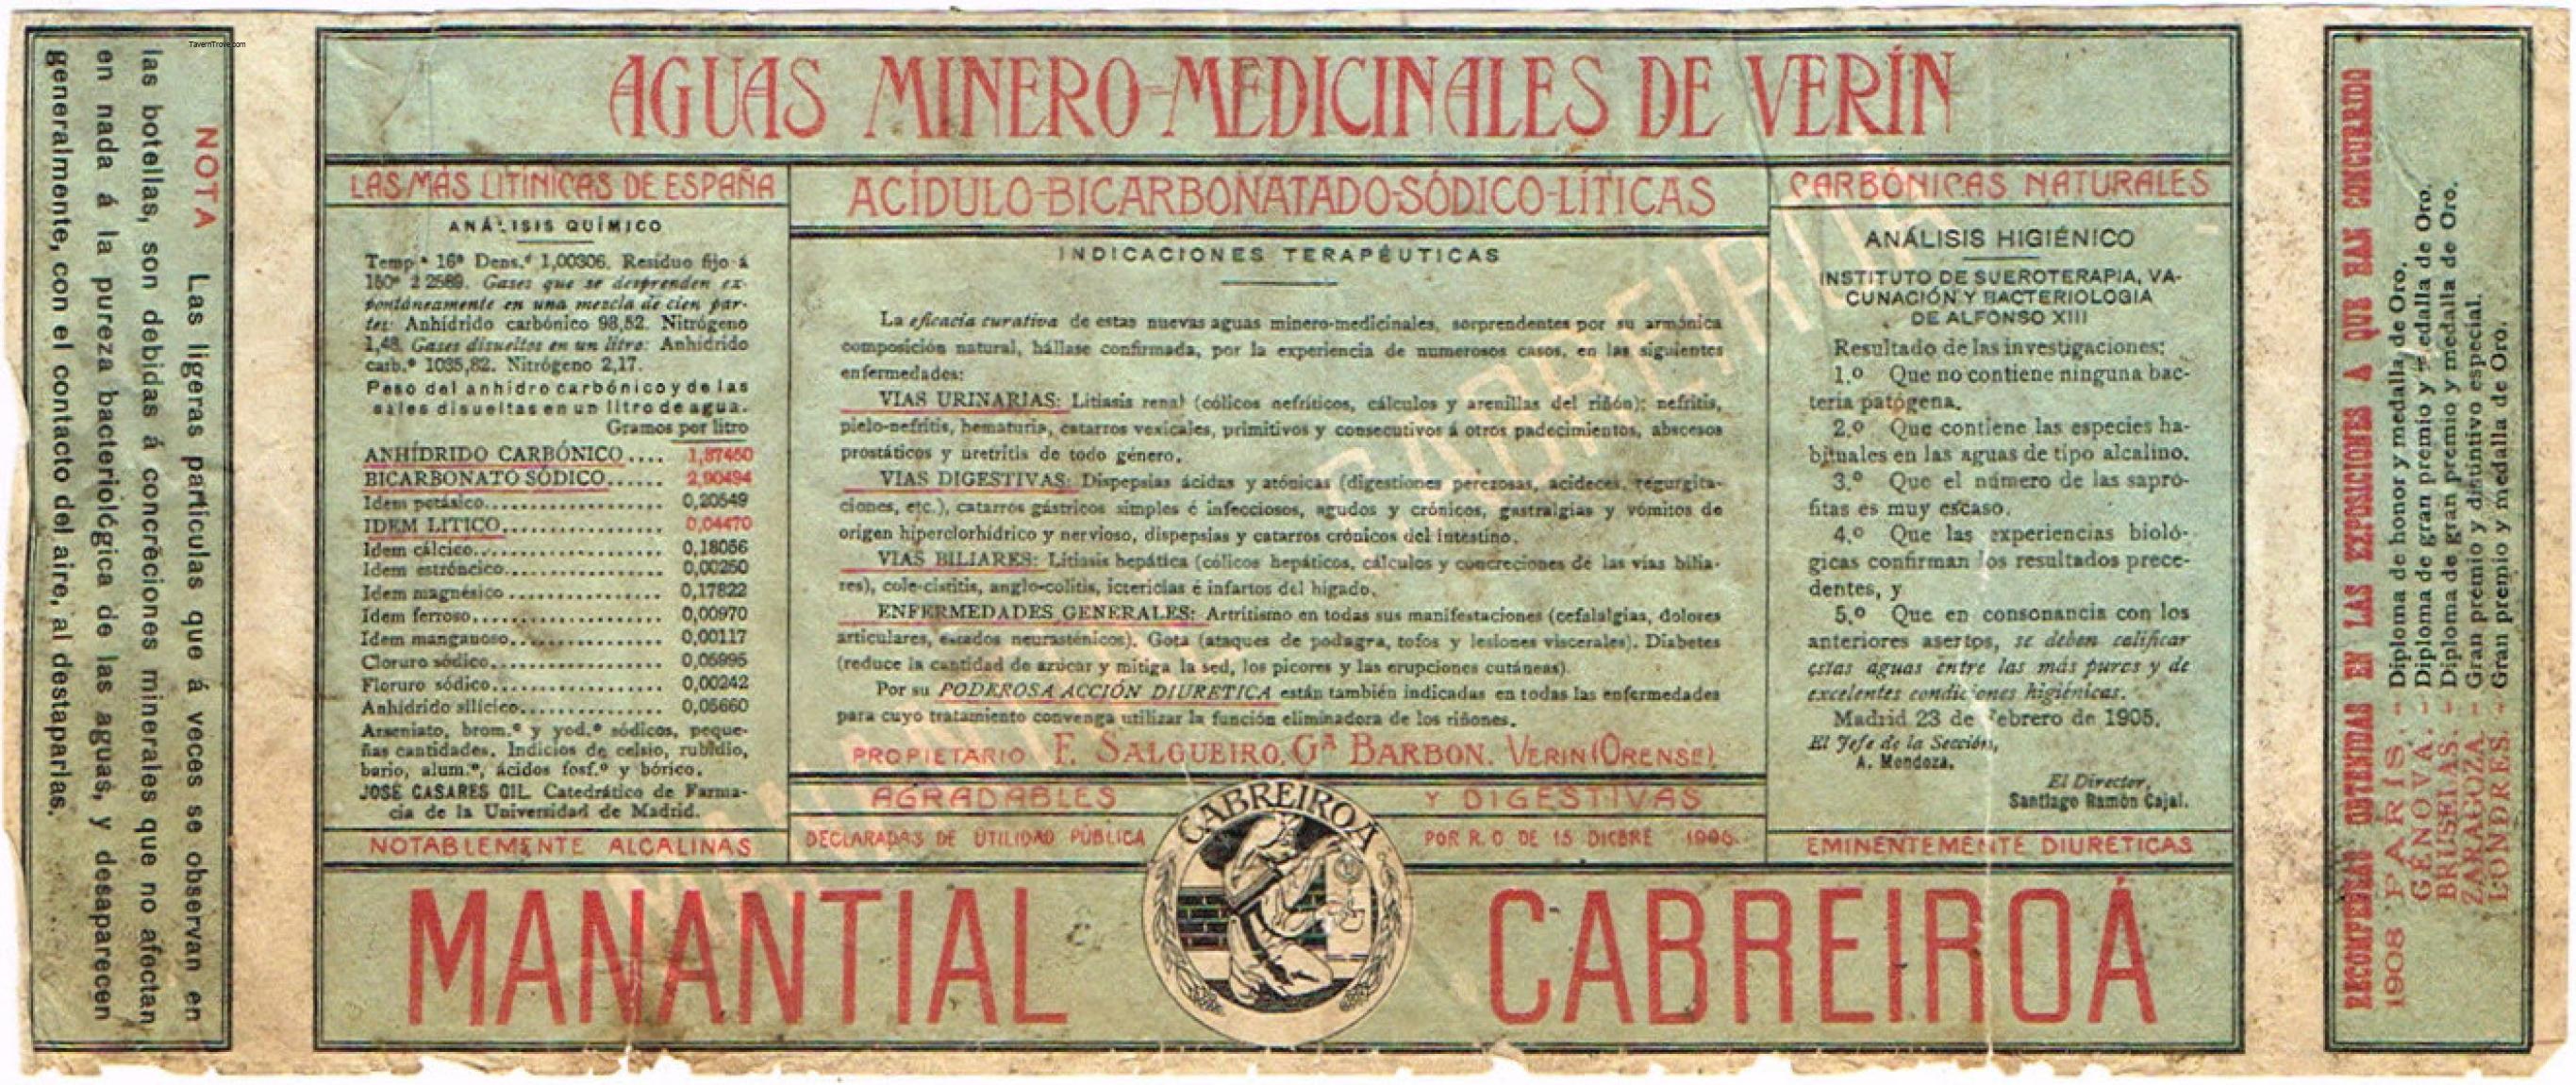 TavernTrove.com
NOTA Las ligeras partículas que á veces se observan en
las botellas, son debidas á concreciones minerales que no afectan
en nada á la pureza bacteriológica de las aguas, y desaparecen
generalmente, con el contacto del aire, al destaparlas.
AGUAS MINERO-MEDICINALES DE VERÍN
LAS MÁS LITÍNICAS DE ESPAÑA
ANÁLISIS QUÍMICO
Temp.ª 16º Dens.ᵈ 1,00306. Residuo fijo á
180º 2 2589. Gases que se desprenden ex-
pontáneamente en una mezcla de cien par-
tes: Anhídrido carbónico 98,52. Nitrógeno
1,48. Gases disueltos en un litro: Anhídrido
carb.º 1035,82. Nitrógeno 2,17.
Peso del anhidro carbónico y de las
sales disueltas en un litro de agua.
Gramos por litro
ANHÍDRIDO CARBÓNICO.... 1,87460
BICARBONATO SÓDICO...... 2,90494
Idem potásico................... 0,20549
IDEM LITICO.................. 0,04470
Idem cálcico..................... 0,18056
Idem estróncico................. 0,00250
Idem magnésico................ 0,17822
Idem ferroso..................... 0,00970
Idem manganoso............... 0,00117
Cloruro sódico.................. 0,05995
Floruro sódico.................. 0,00242
Anhídrido silícico.............. 0,05660
Arseniato, brom.º y yod.º sódicos, peque-
ñas cantidades. Indicios de celsio, rubidio,
bario, alum.º, ácidos fosf.º y bórico.
JOSE CASARES GIL. Catedrático de Farma-
cia de la Universidad de Madrid.
NOTABLEMENTE ALCALINAS
ACÍDULO-BICARBONATADO-SÓDICO-LÍTICAS
INDICACIONES TERAPÉUTICAS
La eficacia curativa de estas nuevas aguas minero-medicinales, sorprendentes por su armónica
composición natural, hállase confirmada, por la experiencia de numerosos casos, en las siguientes
enfermedades:
VIAS URINARIAS: Litiasis renal (cólicos nefríticos, cálculos y arenillas del riñón); nefritis,
pielo-nefritis, hematuria, catarros vexicales, primitivos y consecutivos á otros padecimientos, abscesos
prostáticos y uretritis de todo género.
VIAS DIGESTIVAS: Dispepsias ácidas y atónicas (digestiones perezosas, acideces, regurgita-
ciones, etc.), catarros gástricos simples é infecciosos, agudos y crónicos, gastralgias y vómitos de
origen hiperclorhídrico y nervioso, dispepsias y catarros crónicos del intestino.
VIAS BILIARES: Litiasis hepática (cólicos hepáticos, cálculos y concreciones de las vías bilia-
res), cole-cistitis, anglo-colitis, ictericias é infartos del hígado.
ENFERMEDADES GENERALES: Artritismo en todas sus manifestaciones (cefalalgias, dolores
articulares, estados neurasténicos). Gota (ataques de podagra, tofos y lesiones viscerales). Diabetes
(reduce la cantidad de azúcar y mitiga la sed, los picores y las erupciones cutáneas).
Por su PODEROSA ACCIÓN DIURETICA están también indicadas en todas las enfermedades
para cuyo tratamiento convenga utilizar la función eliminadora de los riñones.
PROPIETARIO F. SALGUEIRO, Gª BARBON. VERIN (ORENSE).
AGRADABLES Y DIGESTIVAS
DECLARADAS DE UTILIDAD PÚBLICA POR R. O DE 15 DICBRE 1906
CARBÓNICAS NATURALES
ANÁLISIS HIGIÉNICO
INSTITUTO DE SUEROTERAPIA, VA-
CUNACIÓN Y BACTERIOLOGIA
DE ALFONSO XIII
Resultado de las investigaciones:
1.º Que no contiene ninguna bac-
teria patógena.
2.º Que contiene las especies ha-
bituales en las aguas de tipo alcalino.
3.º Que el número de las sapró-
fitas es muy escaso.
4.º Que las experiencias bioló-
gicas confirman los resultados prece-
dentes, y
5.º Que en consonancia con los
anteriores asertos, se deben calificar
estas aguas entre las más puras y de
excelentes condiciones higiénicas.
Madrid 23 de Febrero de 1905.
El Jefe de la Sección,
A. Mendoza.
El Director,
Santiago Ramón Cajal.
EMINENTEMENTE DIURETICAS
MANANTIAL CABREIROÁ
MANANTIAL
CABREIROÁ
CABREIROÁ
RECOMPENSAS OBTENIDAS EN LAS EXPOSICIONES A QUE HAN CONCURRIDO
1908 PARÍS. - Diploma de honor y medalla de Oro.
GÉNOVA. - Diploma de gran premio y medalla de Oro.
BRUSELAS. - Diploma de gran premio y medalla de Oro.
ZARAGOZA. - Gran premio y distintivo especial.
LONDRES. - Gran premio y medalla de Oro.